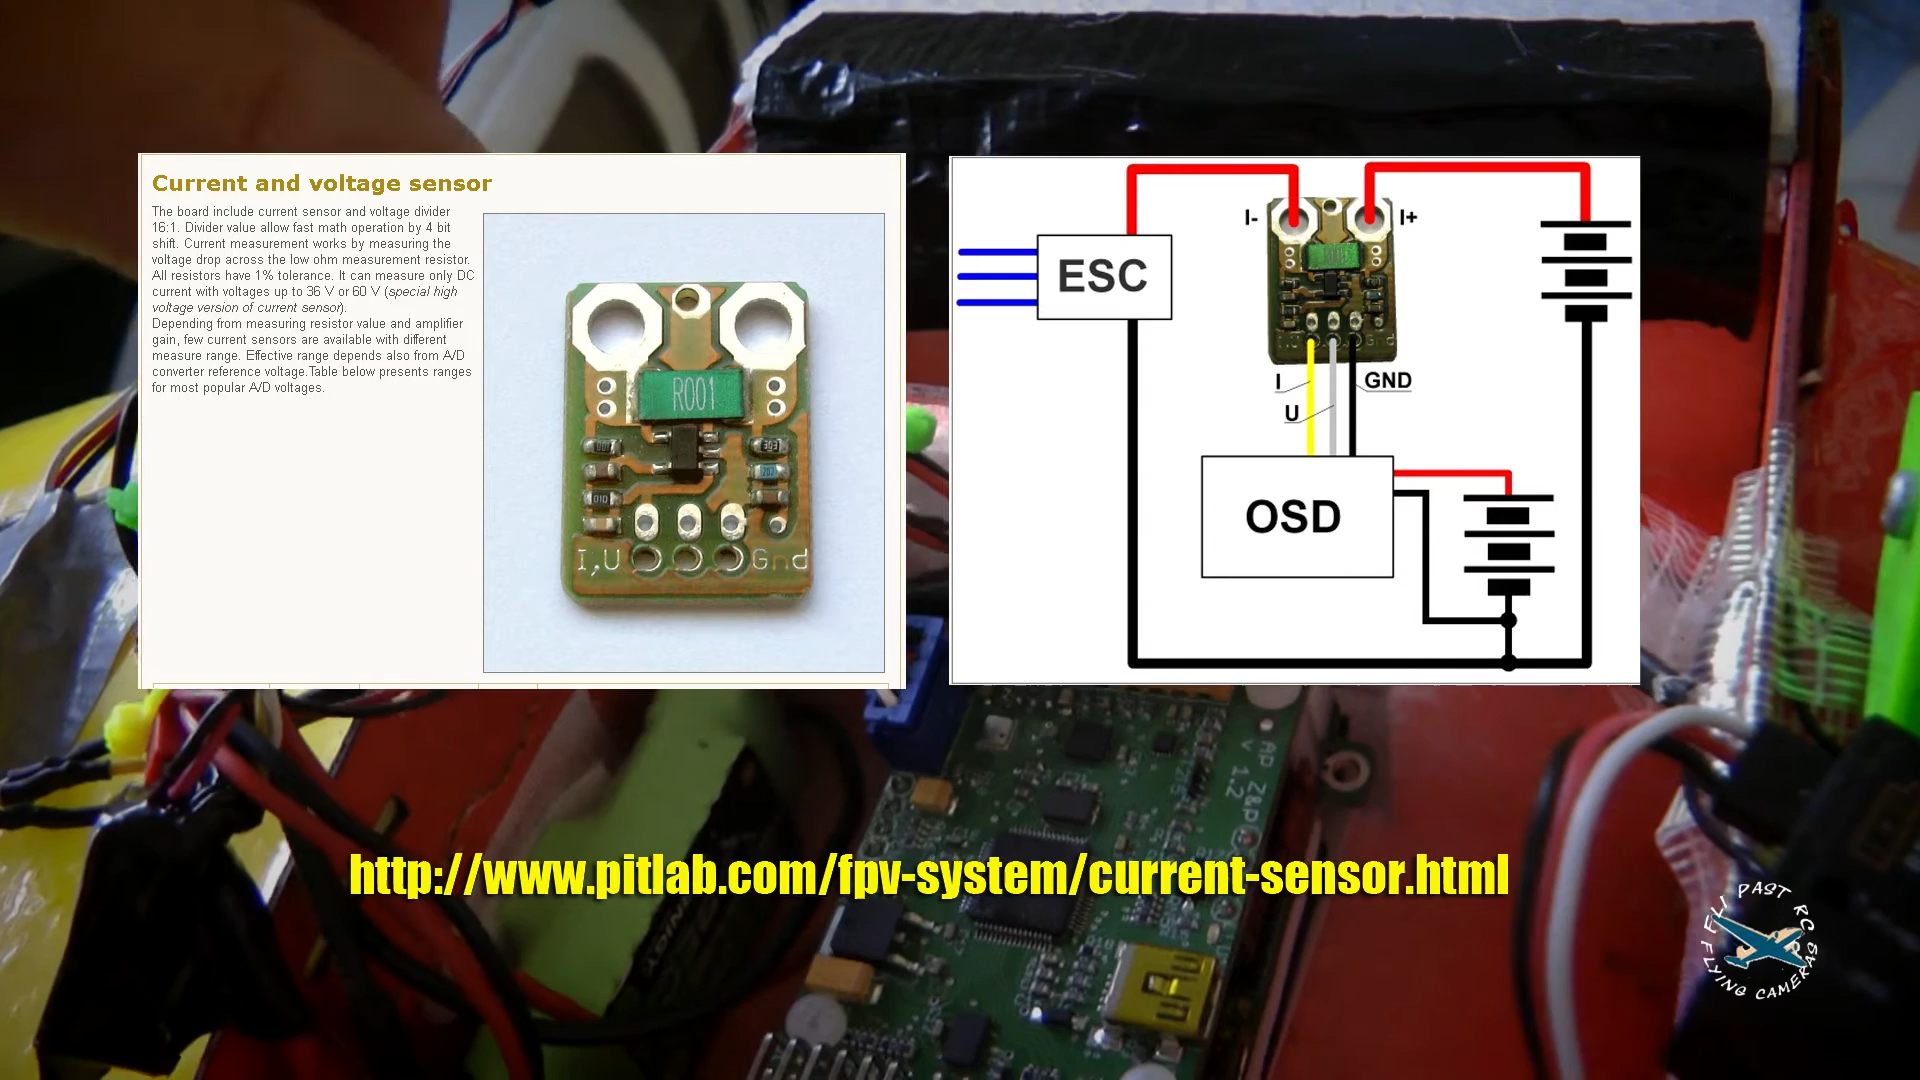 Current and voltage sensor
The board include current sensor and voltage divider
16:1. Divider value allow fast math operation by 4 bit
shift. Current measurement works by measuring the
voltage drop across the low ohm measurement resistor.
All resistors have 1% tolerance. It can measure only DC
current with voltages up to 36 V or 60 V (special high
voltage version of current sensor).
Depending from measuring resistor value and amplifier
gain, few current sensors are available with different
measure range. Effective range depends also from A/D
converter reference voltage.Table below presents ranges
for most popular A/D voltages.
R001
I,U Gnd
I-
I+
ESC
I
GND
U
OSD
AP Z&P
V 1.2
http://www.pitlab.com/fpv-system/current-sensor.html
FELI PAST RC
FLYING CAMERAS